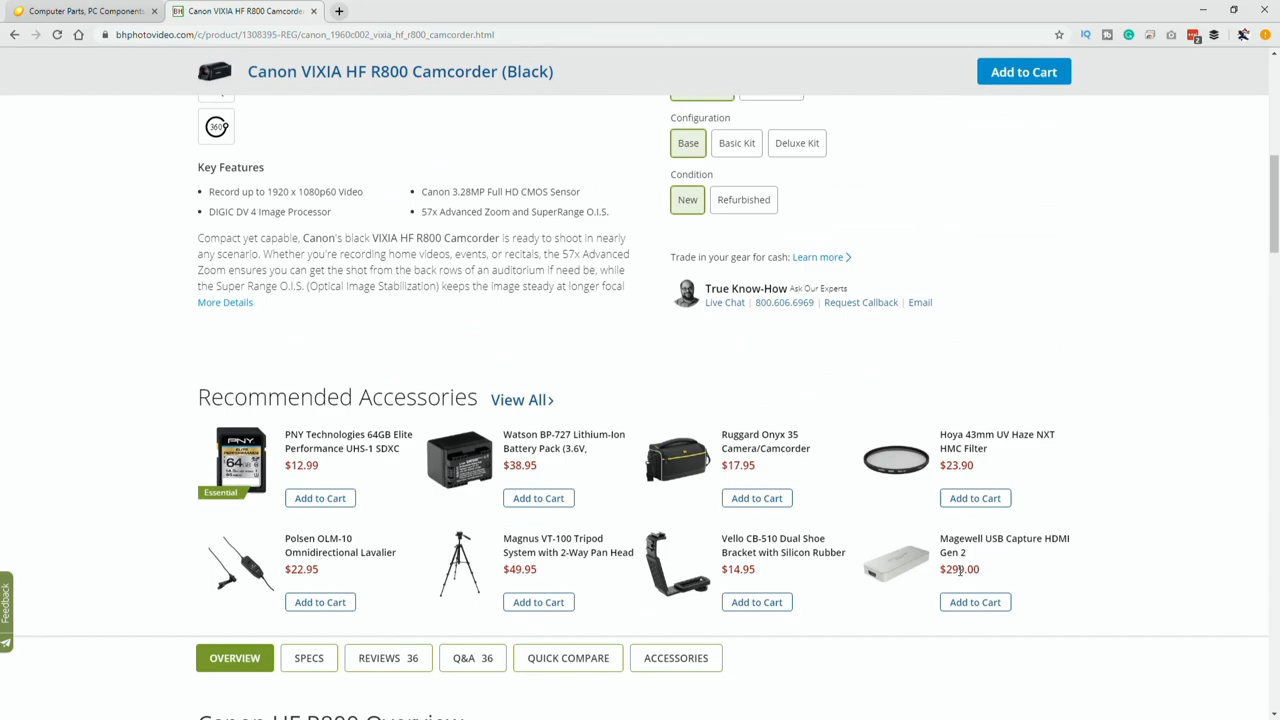 Computer Parts, PC Components
Canon VIXIA HF R800 Camcorder
bhphotovideo.com/c/product/1308395-REG/canon_1960c002_vixia_hf_r800_camcorder.html
Canon VIXIA HF R800 Camcorder (Black)
Add to Cart
360
Key Features
Record up to 1920 x 1080p60 Video
Canon 3.28MP Full HD CMOS Sensor
DIGIC DV 4 Image Processor
57x Advanced Zoom and SuperRange O.I.S.
Compact yet capable, Canon's black VIXIA HF R800 Camcorder is ready to shoot in nearly
any scenario. Whether you're recording home videos, events, or recitals, the 57x Advanced
Zoom ensures you can get the shot from the back rows of an auditorium if need be, while
the Super Range O.I.S. (Optical Image Stabilization) keeps the image steady at longer focal
More Details
Configuration
Base Basic Kit Deluxe Kit
Condition
New Refurbished
Trade in your gear for cash: Learn more
True Know-How Ask Our Experts
Live Chat | 800.606.6969 | Request Callback | Email
Recommended Accessories View All
PNY
64GB
Essential
PNY Technologies 64GB Elite
Performance UHS-1 SDXC
$12.99
Add to Cart
Watson BP-727 Lithium-Ion
Battery Pack (3.6V,
$38.95
Add to Cart
Ruggard Onyx 35
Camera/Camcorder
$17.95
Add to Cart
Hoya 43mm UV Haze NXT
HMC Filter
$23.90
Add to Cart
Polsen OLM-10
Omnidirectional Lavalier
$22.95
Add to Cart
Magnus VT-100 Tripod
System with 2-Way Pan Head
$49.95
Add to Cart
Vello CB-510 Dual Shoe
Bracket with Silicon Rubber
$14.95
Add to Cart
Magewell USB Capture HDMI
Gen 2
$299.00
Add to Cart
Feedback
OVERVIEW SPECS REVIEWS 36 Q&A 36 QUICK COMPARE ACCESSORIES
Canon HF R800 Overview